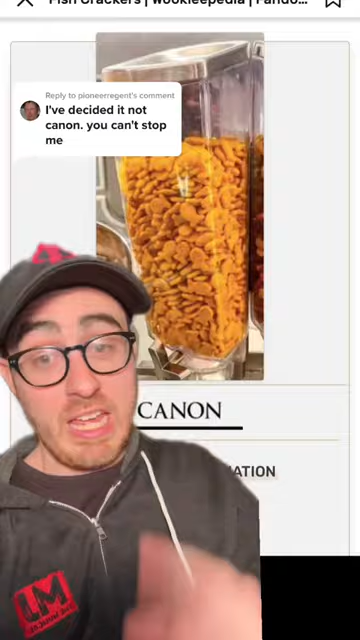 Fish Crackers | Wookieepedia | Fando...
Reply to pioneerregent's comment
I've decided it not
canon. you can't stop
me
CANON
ATION
LM